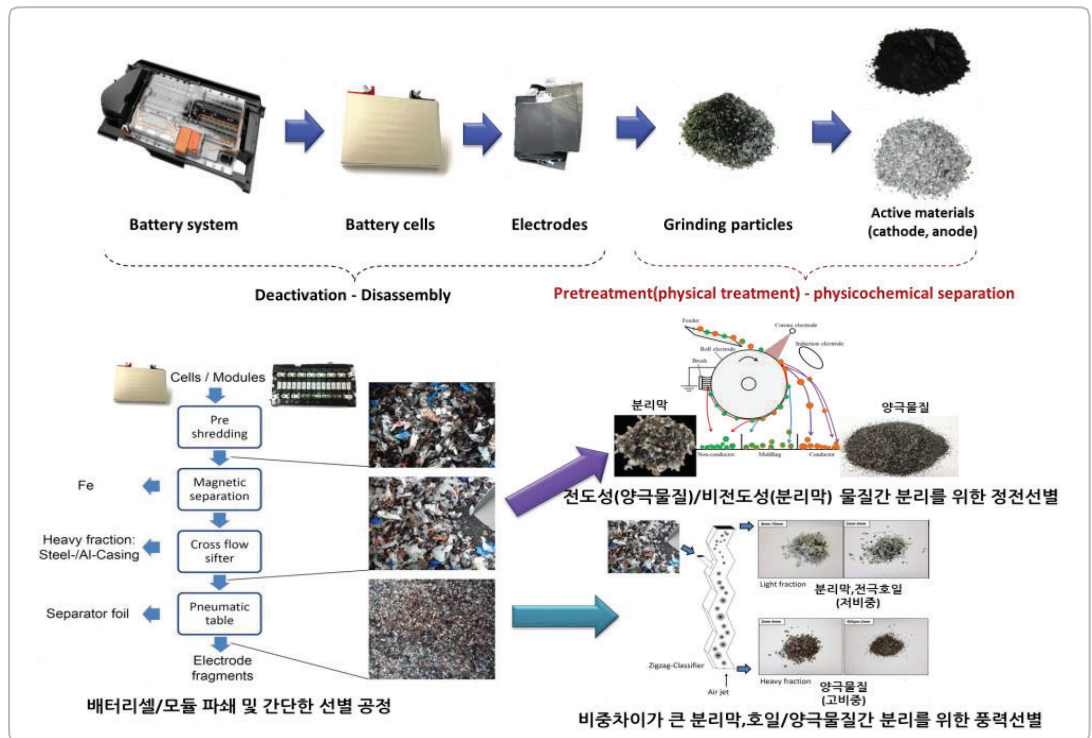 Battery system
Battery cells
Electrodes
Grinding particles
Active materials
(cathode, anode)
Deactivation - Disassembly
Pretreatment(physical treatment) - physicochemical separation
Cells / Modules
Pre
shredding
Fe
Magnetic
separation
Heavy fraction:
Steel-/Al-Casing
Cross flow
sifter
Separator foil
Pneumatic
table
Electrode
fragments
배터리셀/모듈 파쇄 및 간단한 선별 공정
Feeder
Corona electrode
Induction electrode
Roll electrode
Brush
분리막
양극물질
Non-conductor
Middling
Conductor
전도성(양극물질)/비전도성(분리막) 물질간 분리를 위한 정전선별
Light fraction
분리막,전극호일
(저비중)
Zigzag-Classifier
Air jet
Heavy fraction
양극물질
(고비중)
비중차이가 큰 분리막,호일/양극물질간 분리를 위한 풍력선별